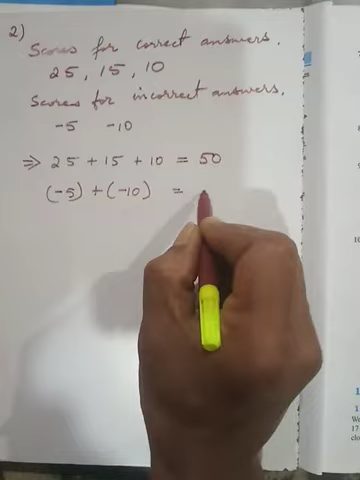 2)
Scores for correct answers.
25, 15, 10
Scores for incorrect answers.
-5 -10
⇒ 25 + 15 + 10 = 50
(-5) + (-10) =